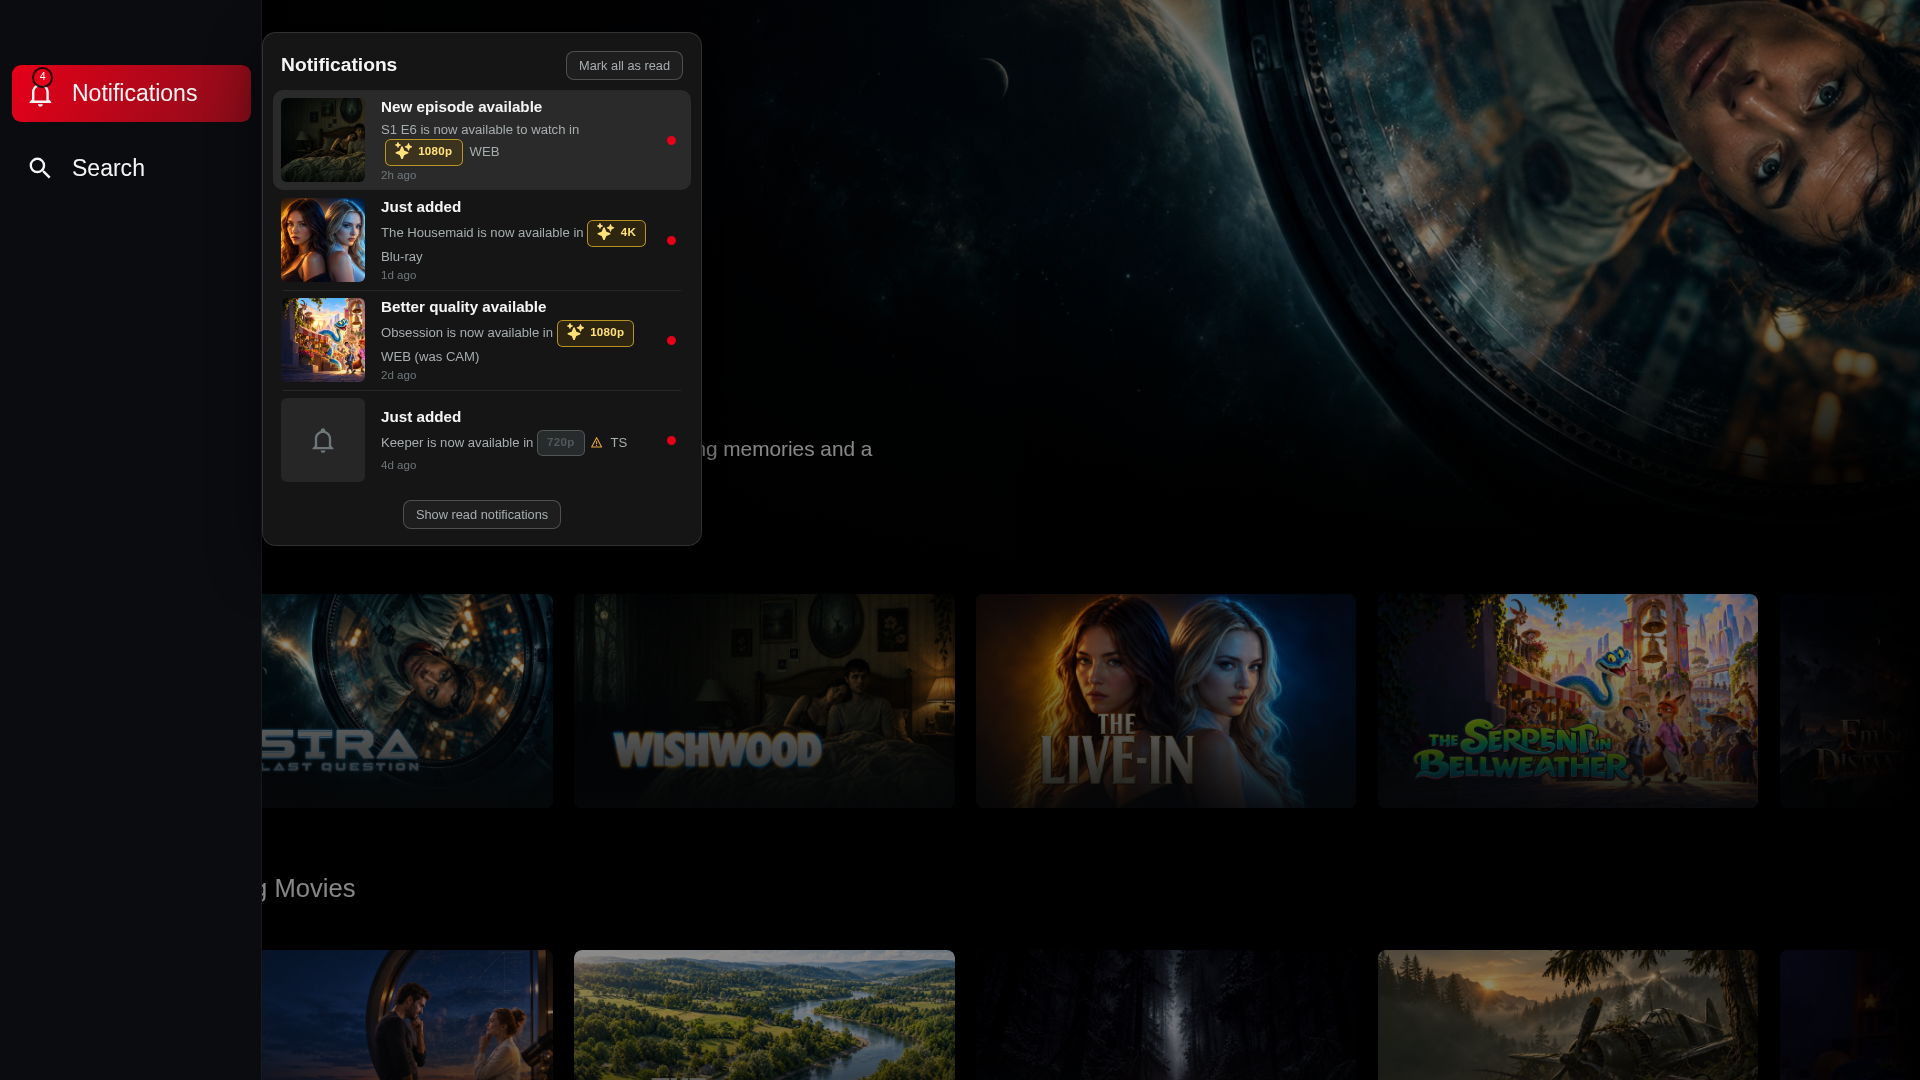 4
Notifications
Search
Notifications
Mark all as read
New episode available
S1 E6 is now available to watch in
1080p WEB
2h ago
Just added
The Housemaid is now available in 4K
Blu-ray
1d ago
Better quality available
Obsession is now available in 1080p
WEB (was CAM)
2d ago
Just added
Keeper is now available in 720p TS
4d ago
Show read notifications
ng memories and a
STRA
LAST QUESTION
WISHWOOD
THE
LIVE-IN
THE SERPENT IN
BELLWEATHER
g Movies